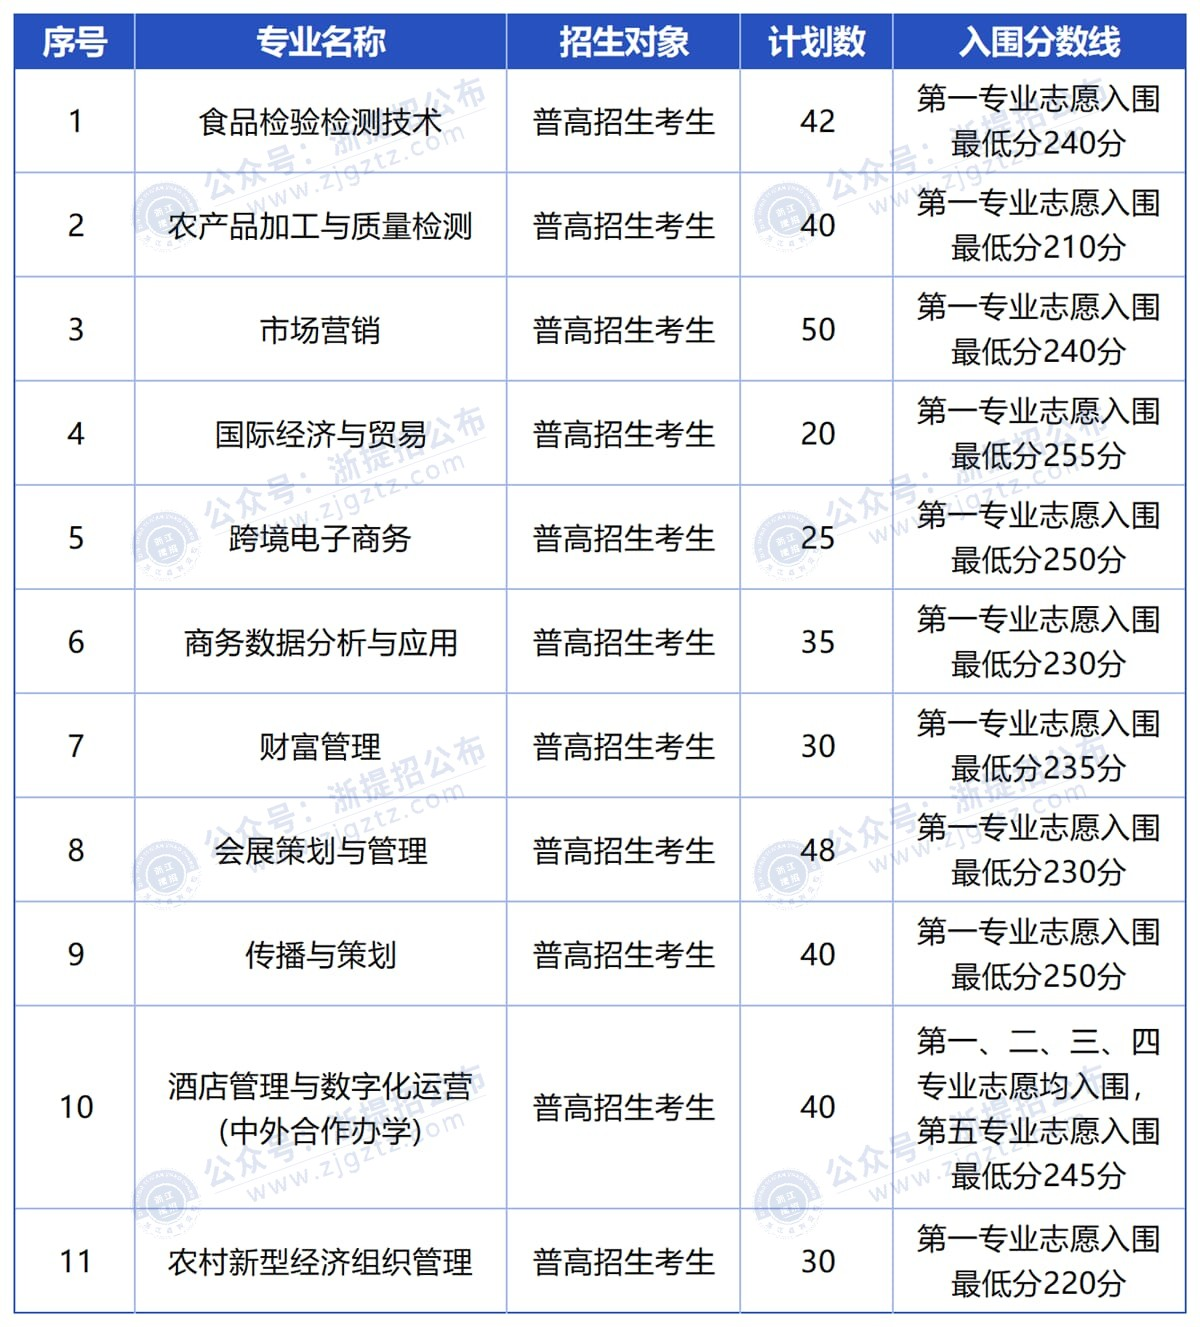 序号 专业名称 招生对象 计划数 入围分数线
1 食品检验检测技术 普高招生考生 42 第一专业志愿入围
最低分240分
2 农产品加工与质量检测 普高招生考生 40 第一专业志愿入围
最低分210分
3 市场营销 普高招生考生 50 第一专业志愿入围
最低分240分
4 国际经济与贸易 普高招生考生 20 第一专业志愿入围
最低分255分
5 跨境电子商务 普高招生考生 25 第一专业志愿入围
最低分250分
6 商务数据分析与应用 普高招生考生 35 第一专业志愿入围
最低分230分
7 财富管理 普高招生考生 30 第一专业志愿入围
最低分235分
8 会展策划与管理 普高招生考生 48 第一专业志愿入围
最低分230分
9 传播与策划 普高招生考生 40 第一专业志愿入围
最低分250分
10 酒店管理与数字化运营
(中外合作办学) 普高招生考生 40 第一、二、三、四
专业志愿均入围，
第五专业志愿入围
最低分245分
11 农村新型经济组织管理 普高招生考生 30 第一专业志愿入围
最低分220分
公众号：浙提招公布
www.zjgztz.com